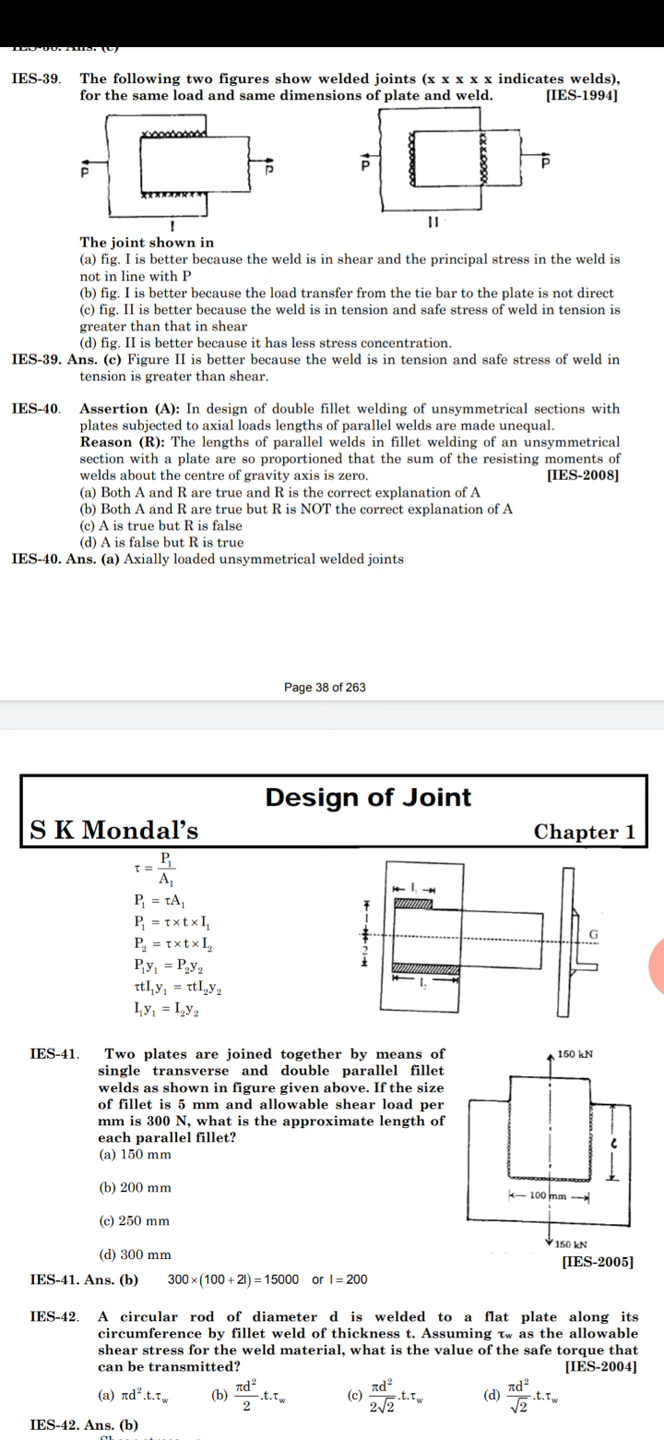 IES-38. Ans. (c)
IES-39. The following two figures show welded joints (x x x x x indicates welds),
for the same load and same dimensions of plate and weld. [IES-1994]
P P P P
I II
The joint shown in
(a) fig. I is better because the weld is in shear and the principal stress in the weld is
not in line with P
(b) fig. I is better because the load transfer from the tie bar to the plate is not direct
(c) fig. II is better because the weld is in tension and safe stress of weld in tension is
greater than that in shear
(d) fig. II is better because it has less stress concentration.
IES-39. Ans. (c) Figure II is better because the weld is in tension and safe stress of weld in
tension is greater than shear.
IES-40. Assertion (A): In design of double fillet welding of unsymmetrical sections with
plates subjected to axial loads lengths of parallel welds are made unequal.
Reason (R): The lengths of parallel welds in fillet welding of an unsymmetrical
section with a plate are so proportioned that the sum of the resisting moments of
welds about the centre of gravity axis is zero. [IES-2008]
(a) Both A and R are true and R is the correct explanation of A
(b) Both A and R are true but R is NOT the correct explanation of A
(c) A is true but R is false
(d) A is false but R is true
IES-40. Ans. (a) Axially loaded unsymmetrical welded joints
Page 38 of 263
Design of Joint
S K Mondal's Chapter 1
τ = P₁/A₁
P₁ = τA₁
P₁ = τ × t × I₁
P₂ = τ × t × I₂
P₁y₁ = P₂y₂
τtI₁y₁ = τtI₂y₂
I₁y₁ = I₂y₂
G
IES-41. Two plates are joined together by means of
single transverse and double parallel fillet
welds as shown in figure given above. If the size
of fillet is 5 mm and allowable shear load per
mm is 300 N, what is the approximate length of
each parallel fillet?
(a) 150 mm
(b) 200 mm
(c) 250 mm
(d) 300 mm
150 kN
ℓ
100 mm
150 kN
[IES-2005]
IES-41. Ans. (b) 300 × (100 + 2l) = 15000 or l = 200
IES-42. A circular rod of diameter d is welded to a flat plate along its
circumference by fillet weld of thickness t. Assuming τw as the allowable
shear stress for the weld material, what is the value of the safe torque that
can be transmitted? [IES-2004]
(a) πd².t.τw (b) πd²/2 .t.τw (c) πd²/2√2 .t.τw (d) πd²/√2 .t.τw
IES-42. Ans. (b)